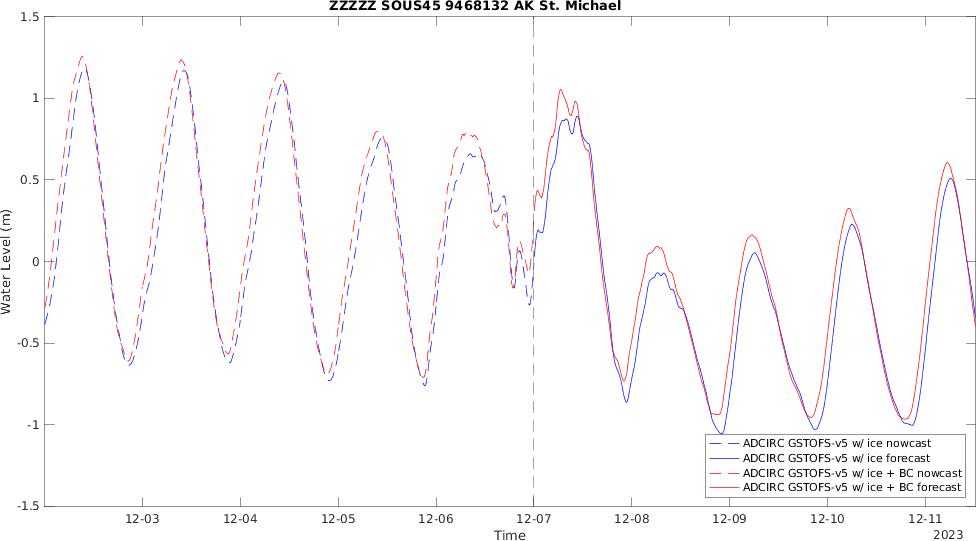 ZZZZZ SOUS45 9468132 AK St. Michael
1.5
1
0.5
0
-0.5
-1
-1.5
Water Level (m)
12-03
12-04
12-05
12-06
12-07
12-08
12-09
12-10
12-11
Time
2023
ADCIRC GSTOFS-v5 w/ ice nowcast
ADCIRC GSTOFS-v5 w/ ice forecast
ADCIRC GSTOFS-v5 w/ ice + BC nowcast
ADCIRC GSTOFS-v5 w/ ice + BC forecast